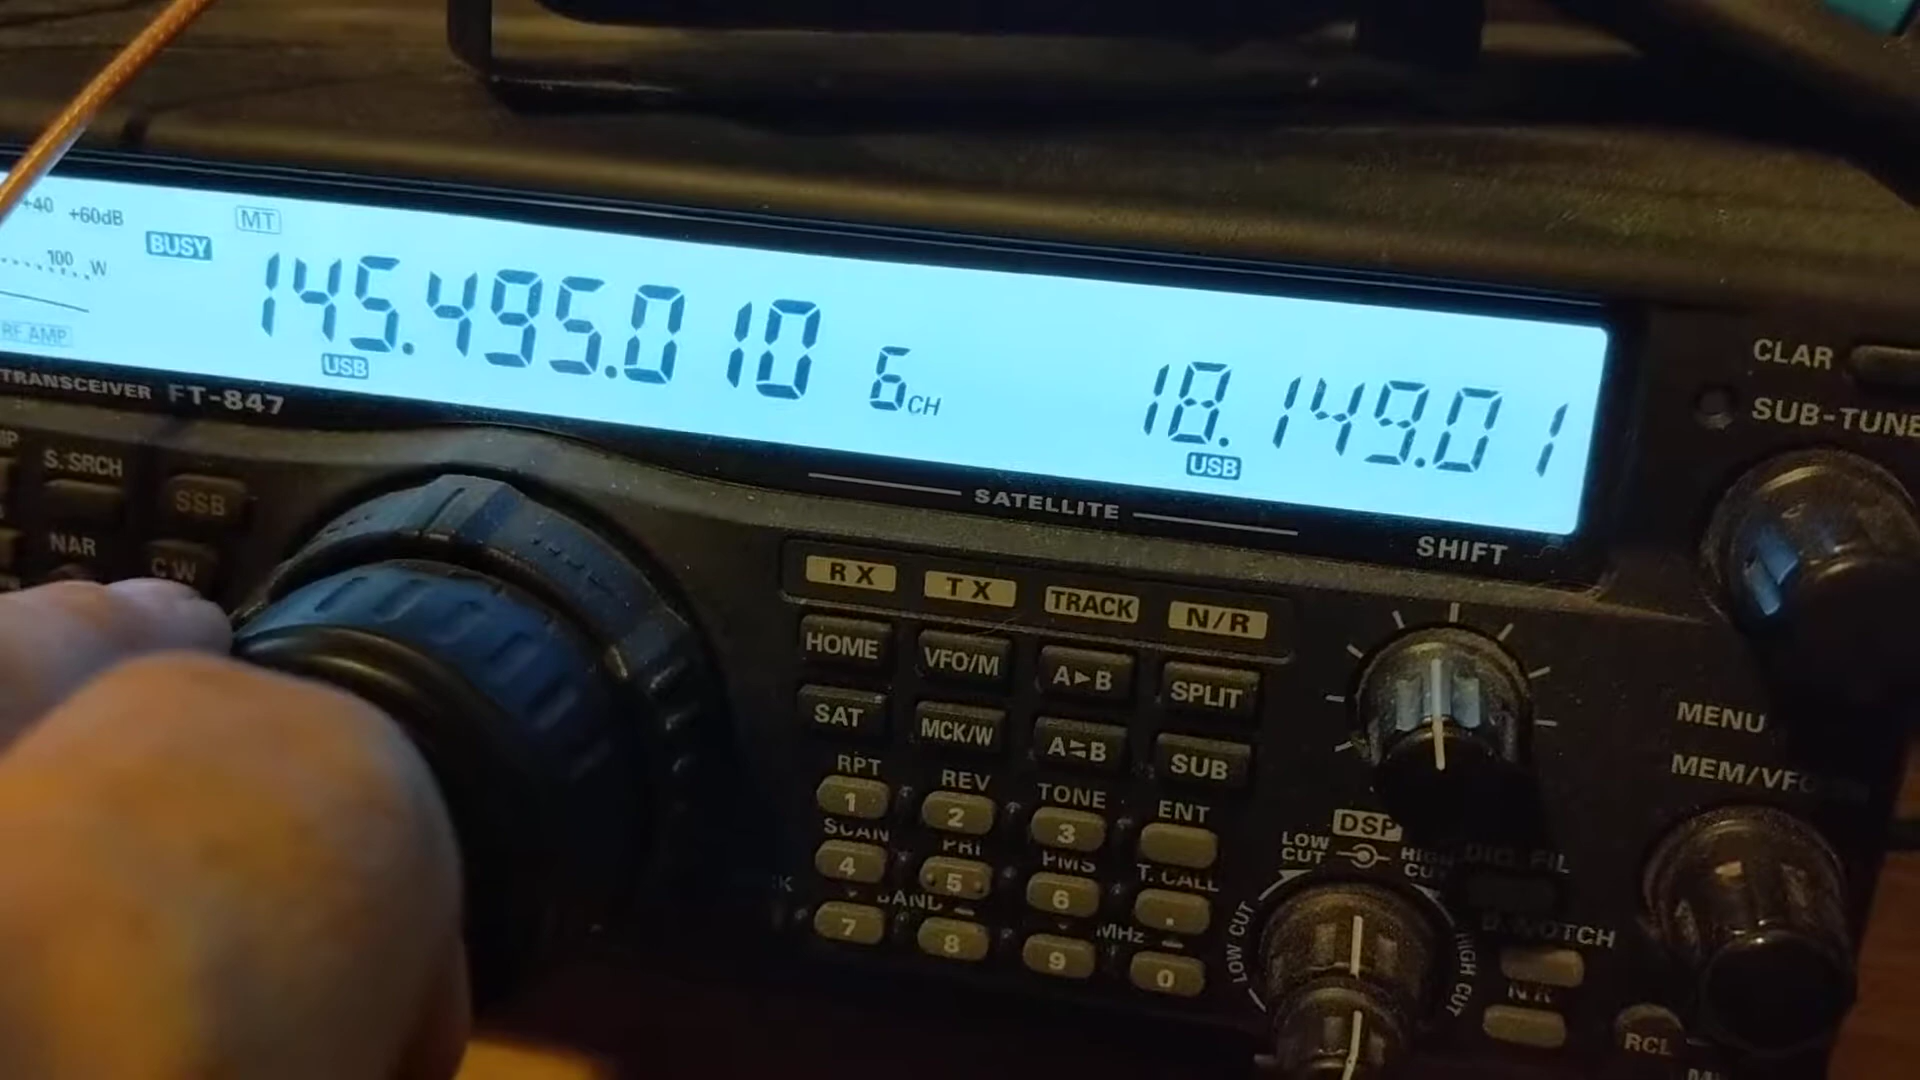 +40 +60dB
MT
BUSY
100 W
145.495.010
6CH
18.149.01
RF AMP
USB
USB
TRANSCEIVER FT-847
SATELLITE
SHIFT
CLAR
SUB-TUNE
S. SRCH
SSB
NAR
CW
RX TX TRACK N/R
HOME VFO/M A►B SPLIT
SAT MCK/W A=B SUB
RPT REV TONE ENT
1 2 3
SCAN PRI PMS T. CALL
4 5 6 .
BAND MHz
7 8 9 0
MENU
MEM/VFO
DSP
LOW CUT
HIGH CUT
LOW CUT
HIGH CUT
NOTCH
NR
RCL